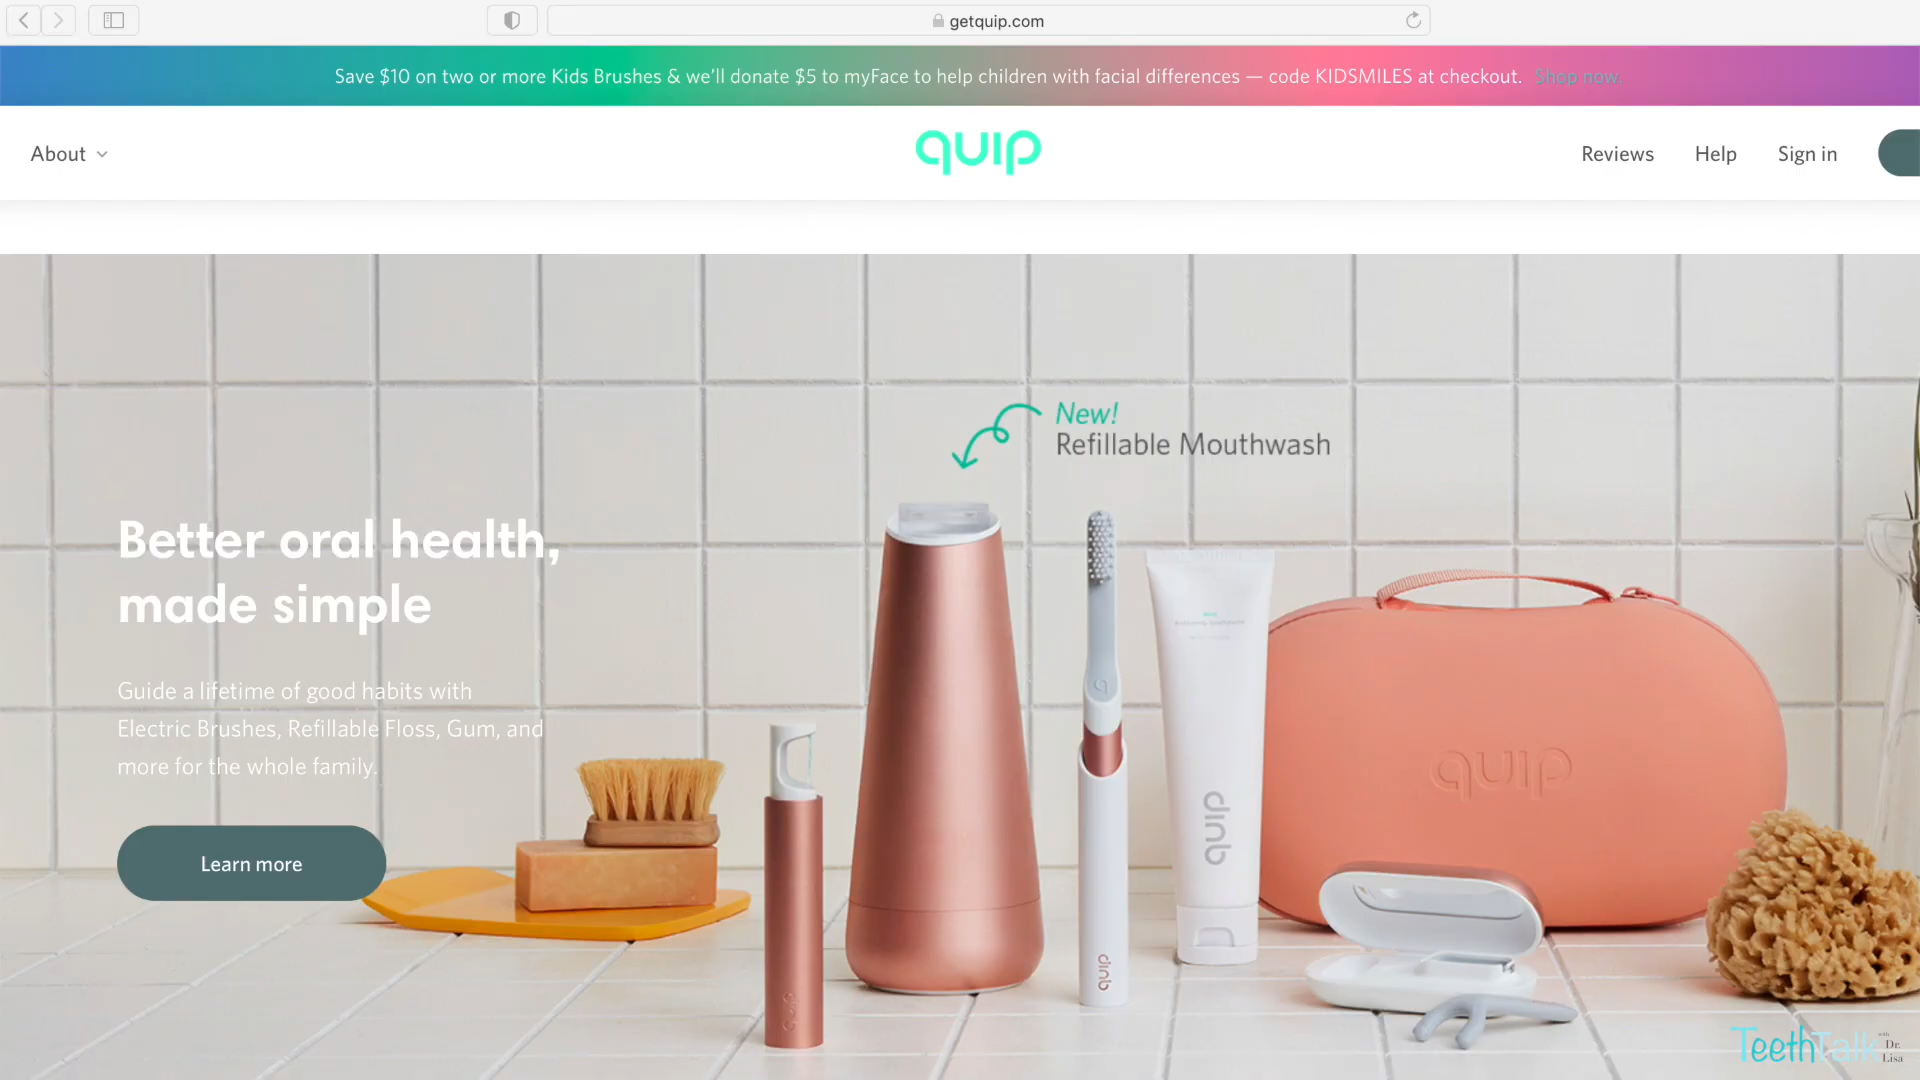 getquip.com
Save $10 on two or more Kids Brushes & we'll donate $5 to myFace to help children with facial differences — code KIDSMILES at checkout. Shop now.
About
quip
Reviews
Help
Sign in
New!
Refillable Mouthwash
Better oral health,
made simple
Guide a lifetime of good habits with
Electric Brushes, Refillable Floss, Gum, and
more for the whole family.
Learn more
quip
quip
quip
quip
TeethTalk with Dr. Lisa